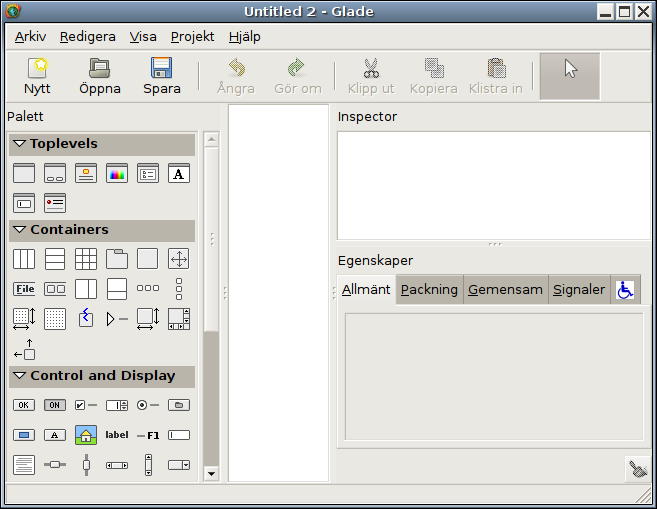 Untitled 2 - Glade
Arkiv Redigera Visa Projekt Hjälp
Nytt Öppna Spara Ångra Gör om Klipp ut Kopiera Klistra in
Palett
Toplevels
A
Containers
File
Control and Display
OK ON
A label F1
Inspector
Egenskaper
Allmänt Packning Gemensam Signaler